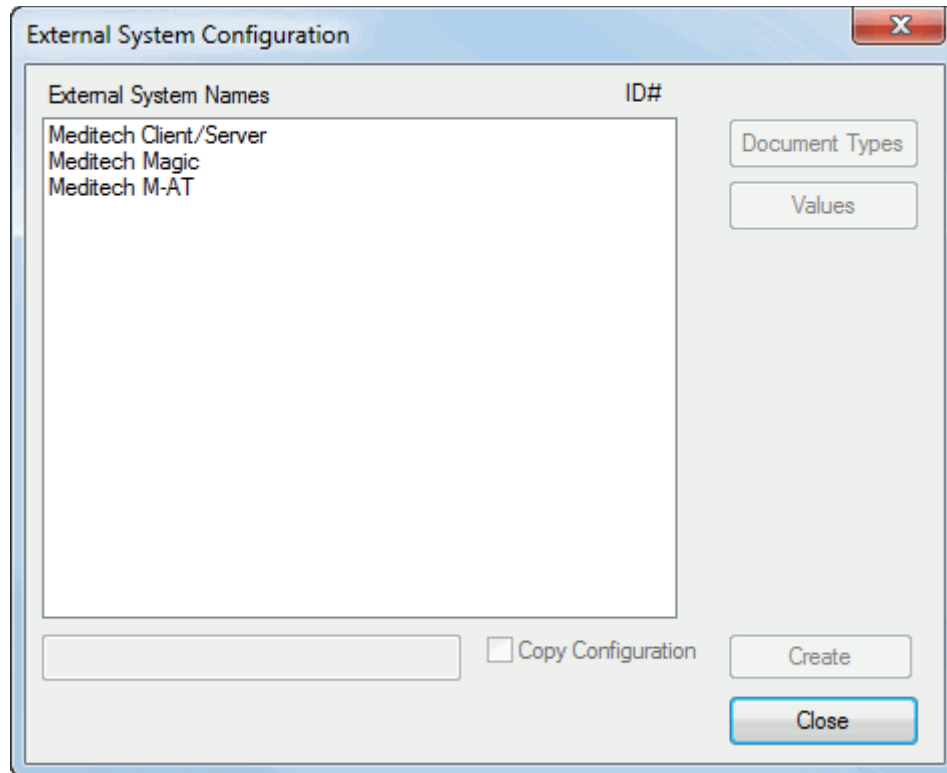 External System Configuration
External System Names ID#
Meditech Client/Server
Meditech Magic
Meditech M-AT
Document Types
Values
Copy Configuration
Create
Close